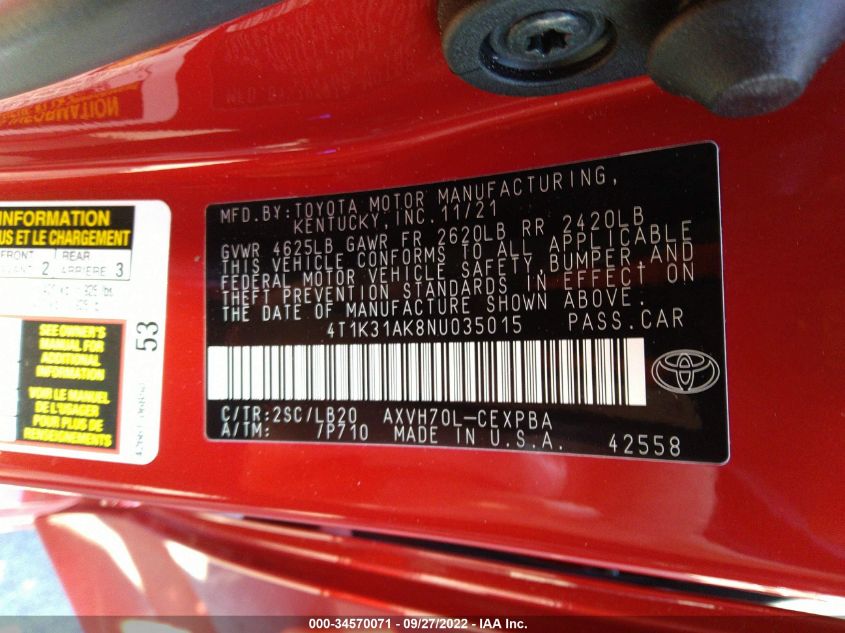 INFORMATION
US ET LE CHARGEMENT
FRONT
2
REAR
ARRIERE 3
SEE OWNER'S
MANUAL FOR
ADDITIONAL
INFORMATION
VOIR LE MANUEL
DE L'USAGER
POUR PLUS DE
RENSEIGNEMENTS
53
MFD.BY:TOYOTA MOTOR MANUFACTURING,
KENTUCKY,INC.11/21
GVWR 4625LB GAWR FR 2620LB RR 2420LB
THIS VEHICLE CONFORMS TO ALL APPLICABLE
FEDERAL MOTOR VEHICLE SAFETY,BUMPER,AND
THEFT PREVENTION STANDARDS IN EFFECT ON
THE DATE OF MANUFACTURE SHOWN ABOVE.
4T1K31AK8NU035015 PASS.CAR
C/TR:2SC/LB20 AXVH70L-CEXPBA
A/TM: 7P710 MADE IN U.S.A. 42558
000-34570071 - 09/27/2022 - IAA Inc.